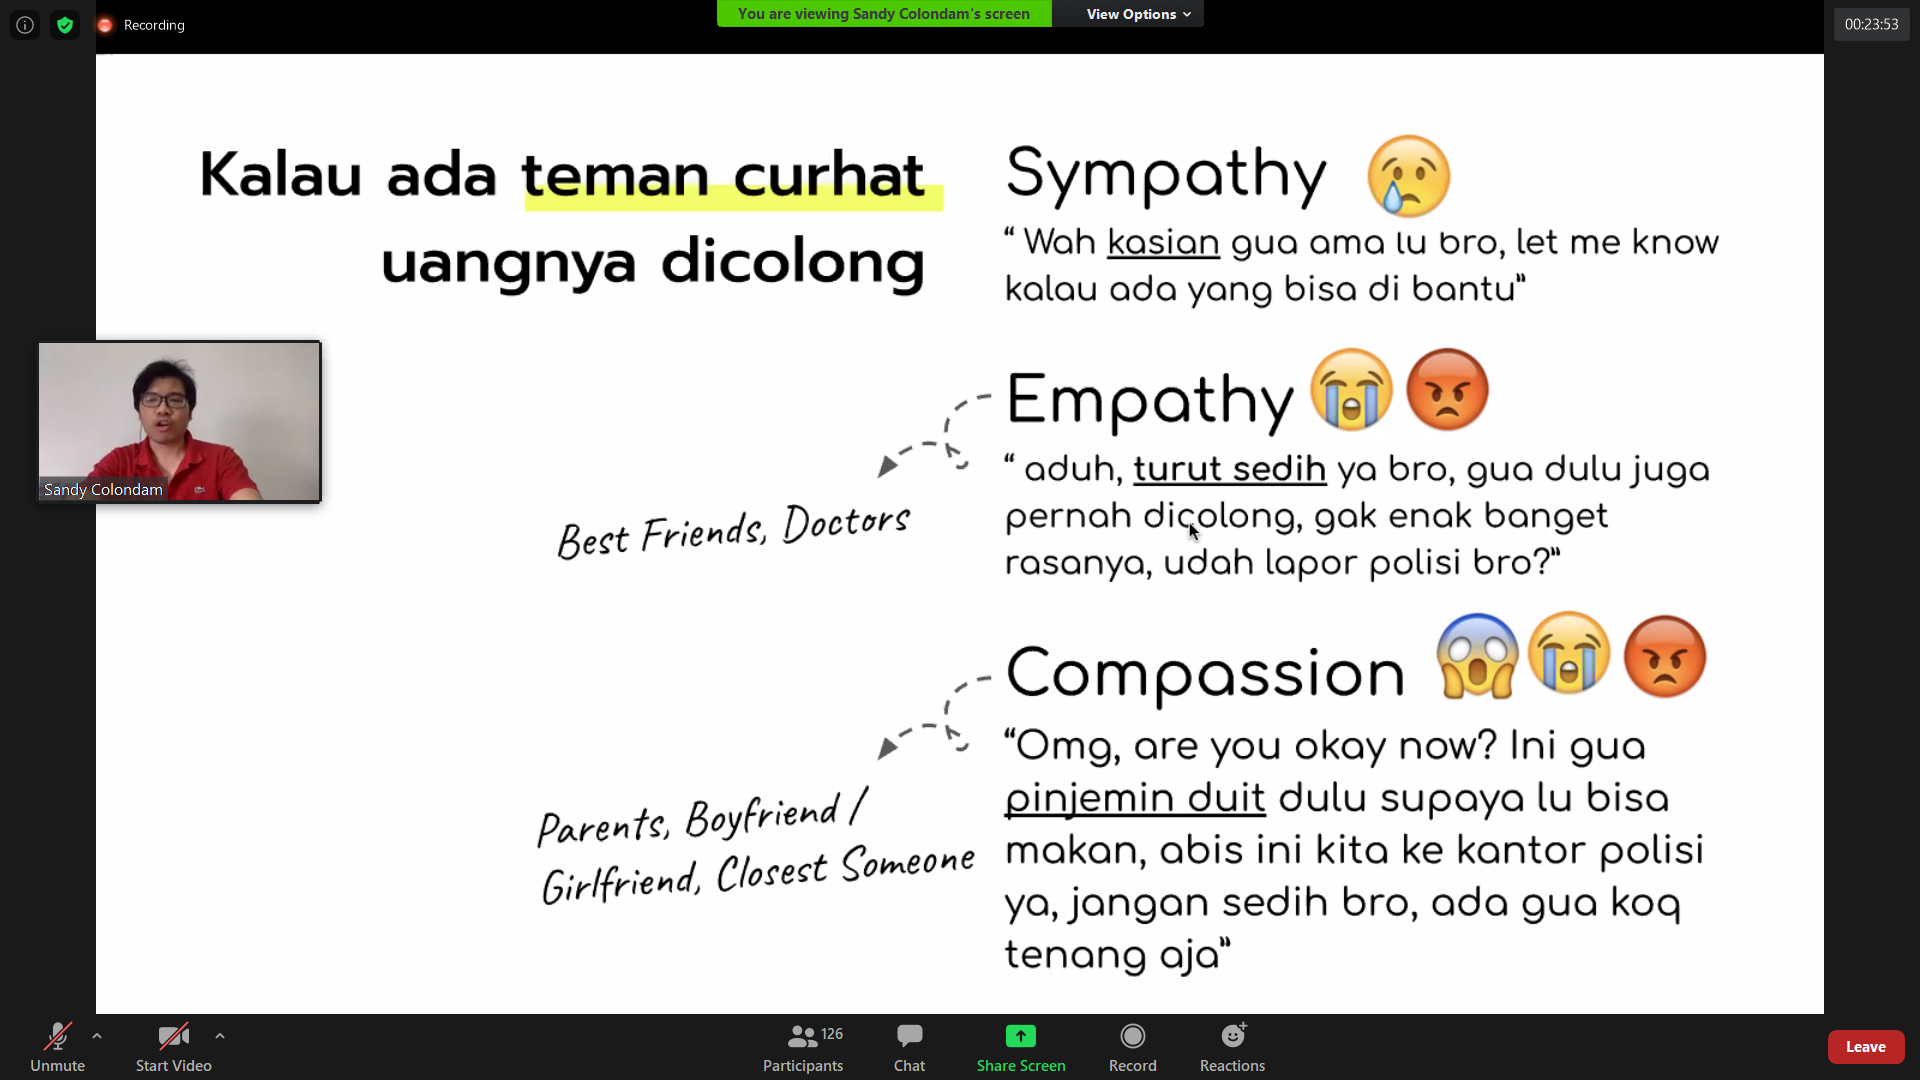 Recording
You are viewing Sandy Colondam's screen
View Options
00:23:53
Kalau ada teman curhat
uangnya dicolong
Sympathy
“ Wah kasian gua ama lu bro, let me know
kalau ada yang bisa di bantu”
Empathy
“ aduh, turut sedih ya bro, gua dulu juga
pernah dicolong, gak enak banget
rasanya, udah lapor polisi bro?”
Best Friends, Doctors
Compassion
“Omg, are you okay now? Ini gua
pinjemin duit dulu supaya lu bisa
makan, abis ini kita ke kantor polisi
ya, jangan sedih bro, ada gua koq
tenang aja”
Parents, Boyfriend /
Girlfriend, Closest Someone
Sandy Colondam
Unmute
Start Video
126
Participants
Chat
Share Screen
Record
Reactions
Leave